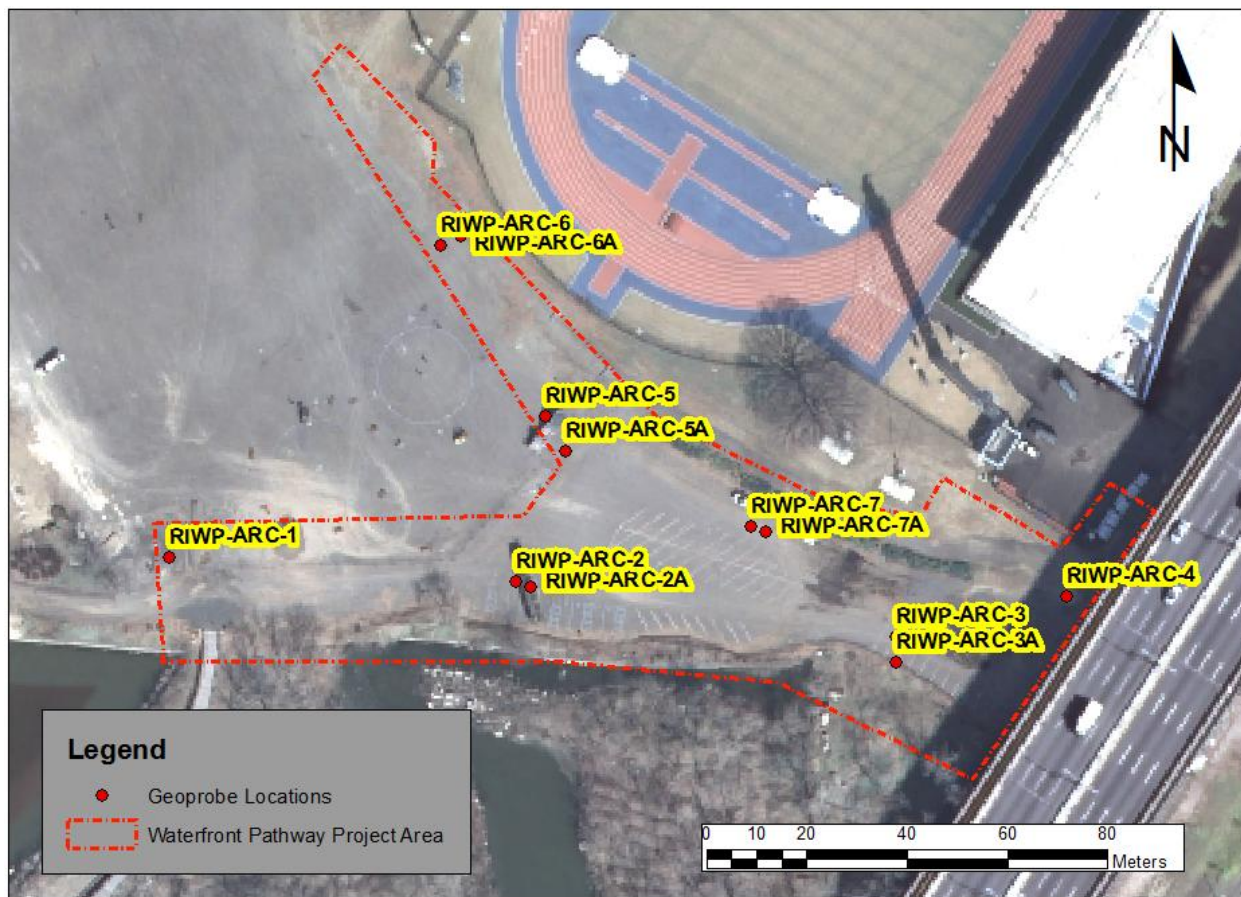 N
RIWP-ARC-6
RIWP-ARC-6A
RIWP-ARC-5
RIWP-ARC-5A
RIWP-ARC-7
RIWP-ARC-7A
RIWP-ARC-1
RIWP-ARC-2
RIWP-ARC-2A
RIWP-ARC-4
RIWP-ARC-3
RIWP-ARC-3A
Legend
Geoprobe Locations
Waterfront Pathway Project Area
0 10 20 40 60 80
Meters